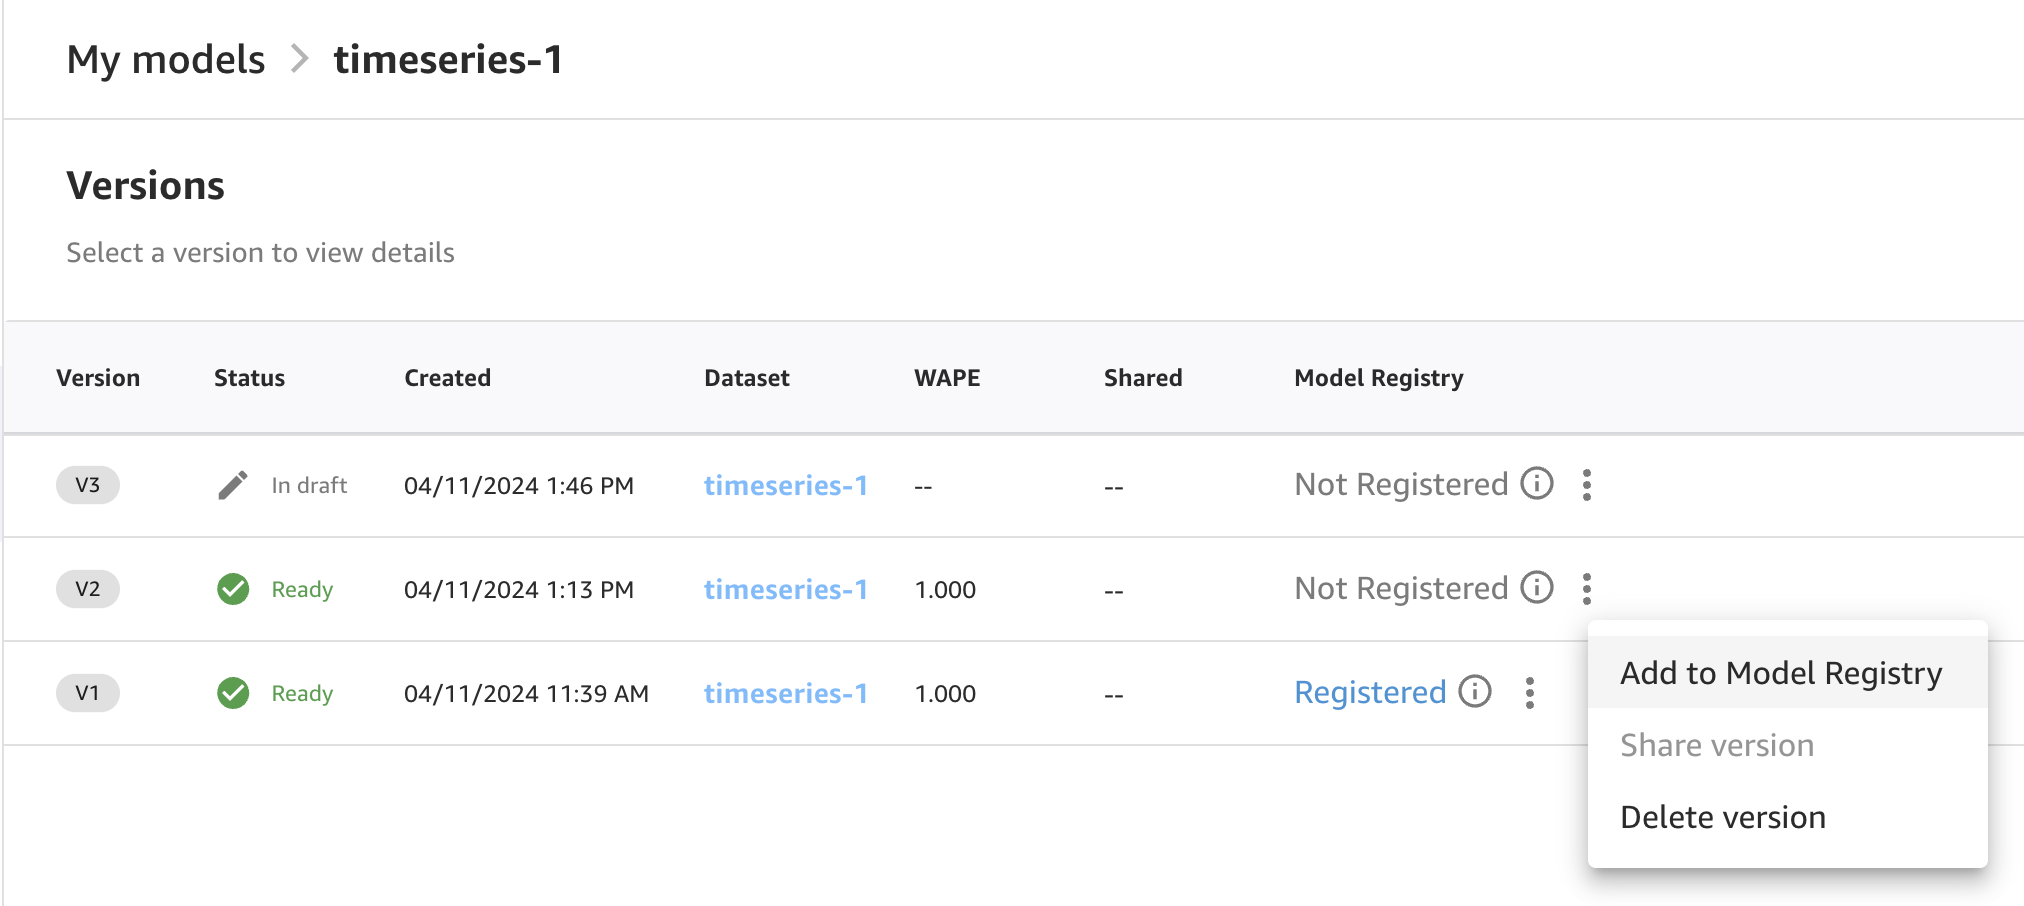 My models > timeseries-1
Versions
Select a version to view details
Version Status Created Dataset WAPE Shared Model Registry
V3 In draft 04/11/2024 1:46 PM timeseries-1 -- -- Not Registered
V2 Ready 04/11/2024 1:13 PM timeseries-1 1.000 -- Not Registered
V1 Ready 04/11/2024 11:39 AM timeseries-1 1.000 -- Registered
Add to Model Registry
Share version
Delete version